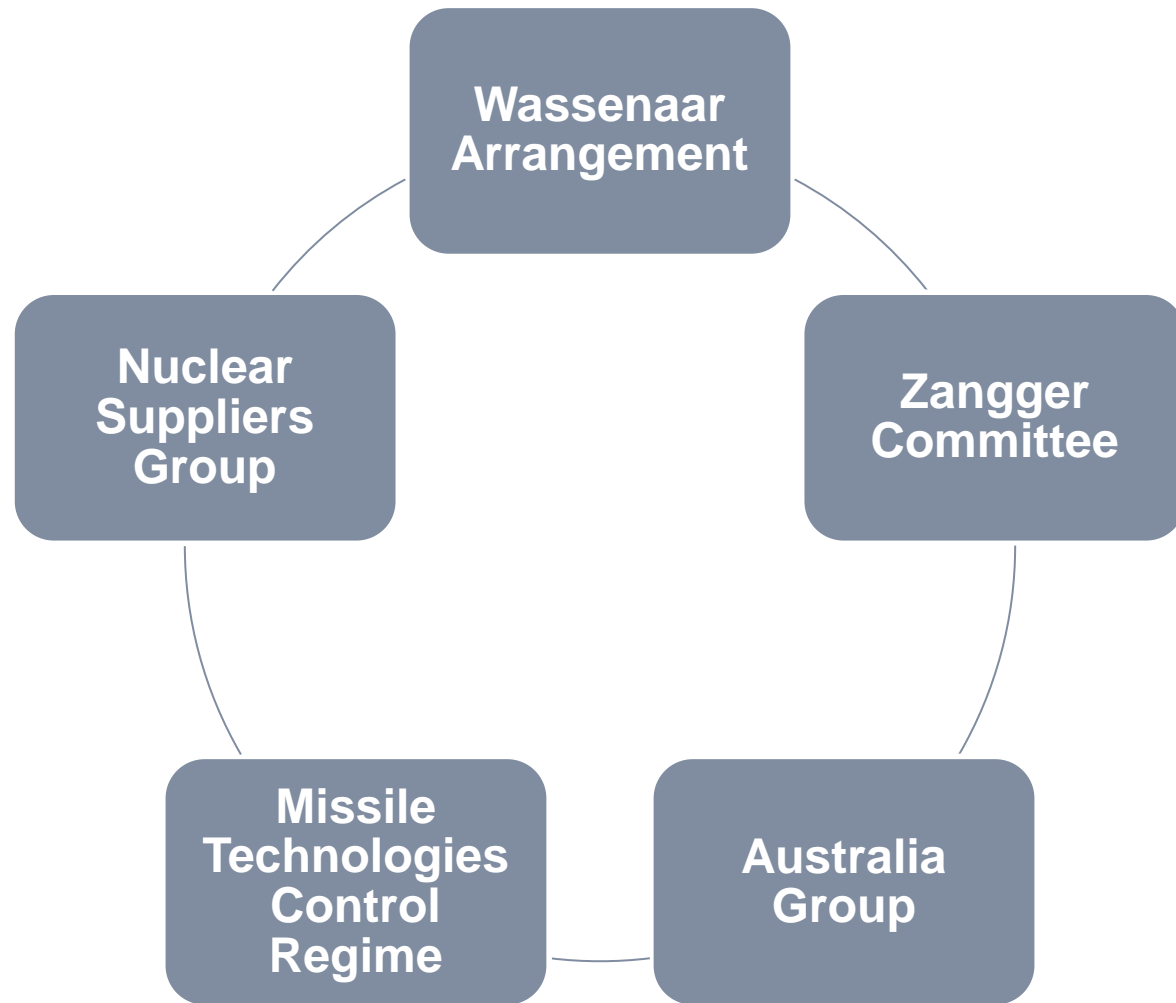 Wassenaar
Arrangement
Zangger
Committee
Australia
Group
Missile
Technologies
Control
Regime
Nuclear
Suppliers
Group